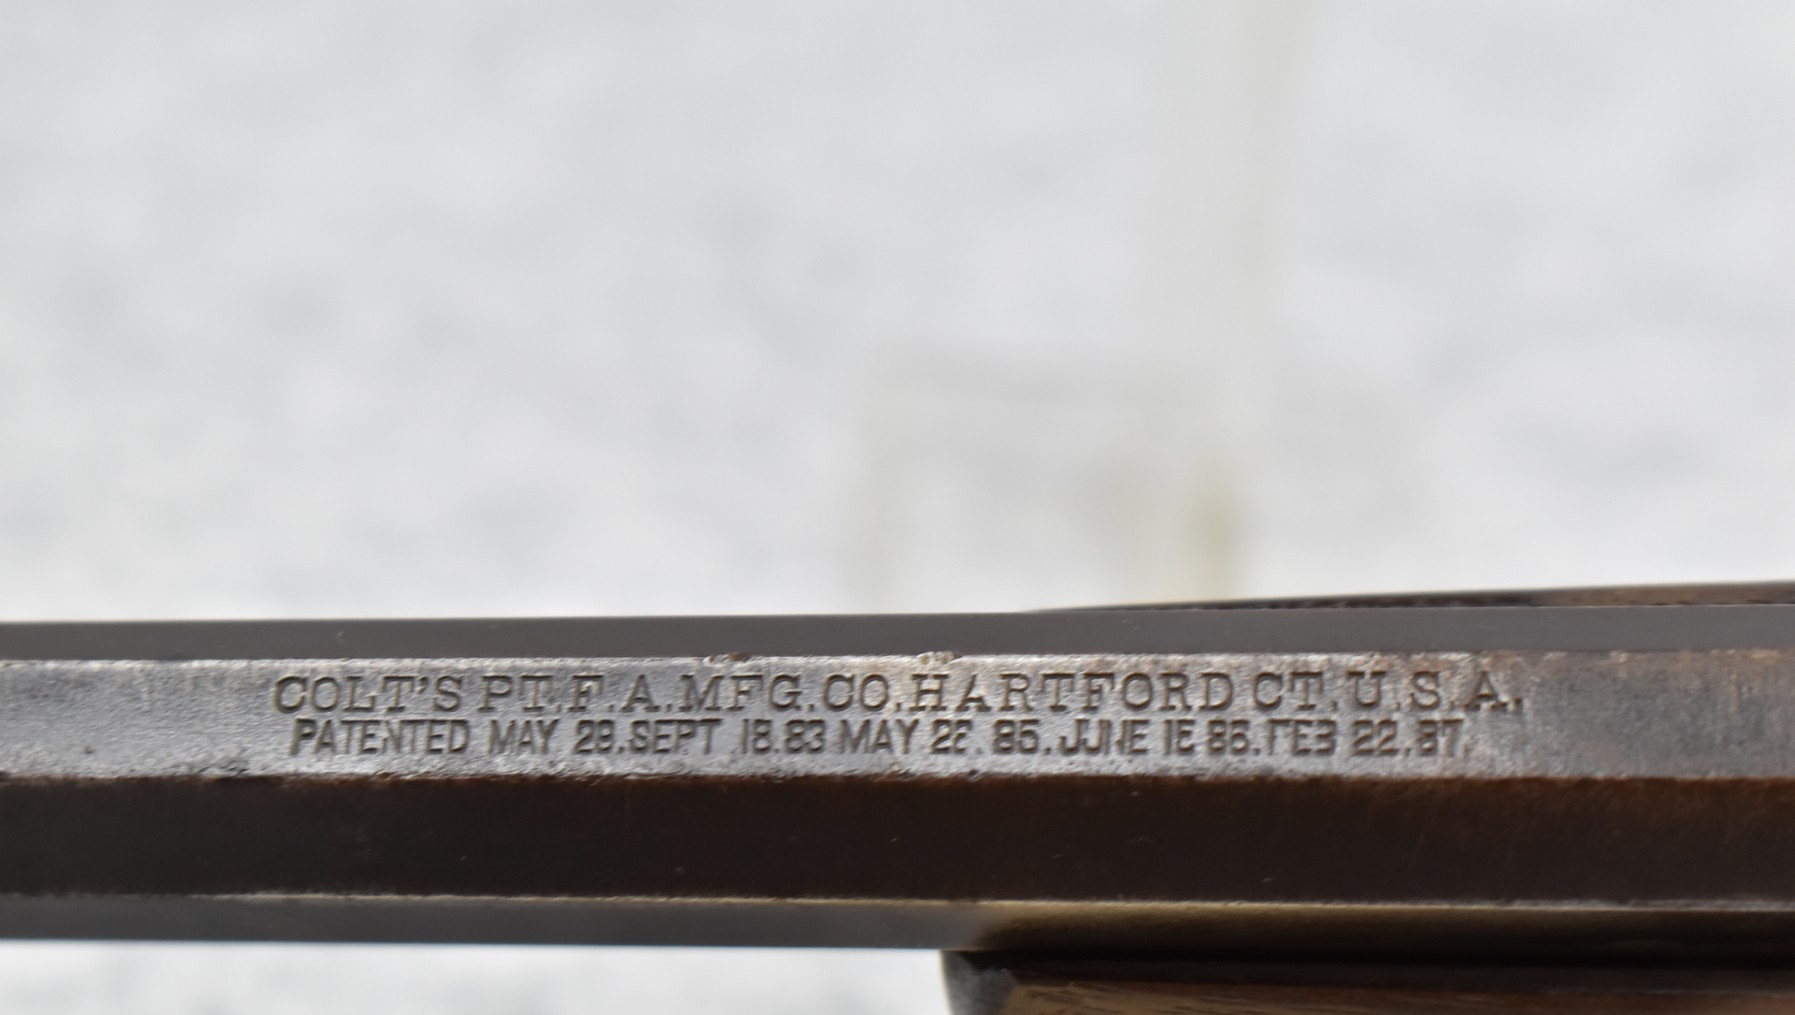 COLT'S PT.F.A.MFG.CO.HARTFORD CT.U.S.A.
PATENTED MAY 29.SEPT 18.83 MAY 26.85.JUNE 15 86.FEB 22.87.